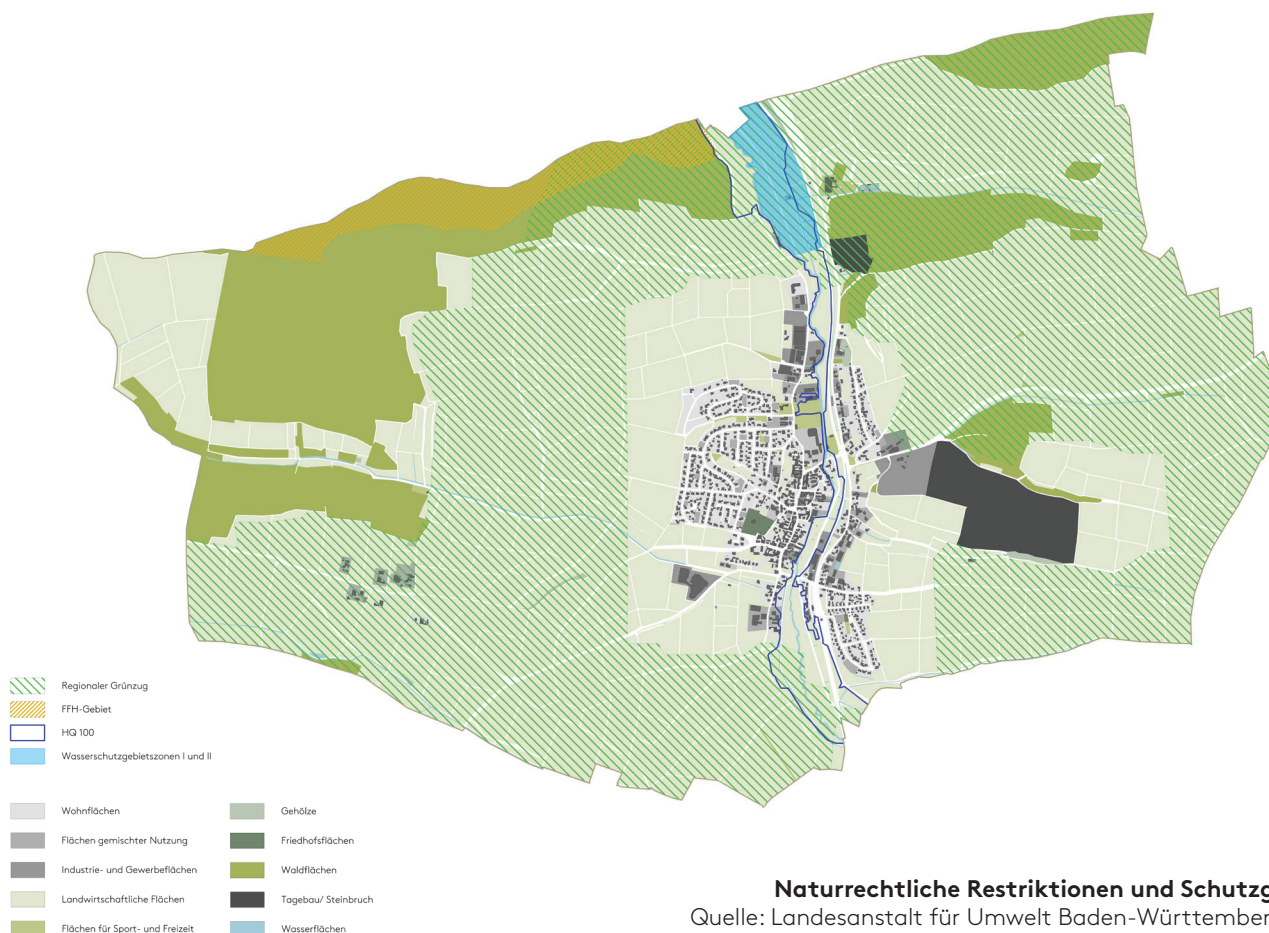 Regionaler Grünzug
FFH-Gebiet
HQ 100
Wasserschutzgebietszonen I und II
Wohnflächen
Flächen gemischter Nutzung
Industrie- und Gewerbeflächen
Landwirtschaftliche Flächen
Flächen für Sport- und Freizeit
Gehölze
Friedhofsflächen
Waldflächen
Tagebau/ Steinbruch
Wasserflächen
Naturrechtliche Restriktionen und Schutzg
Quelle: Landesanstalt für Umwelt Baden-Württember